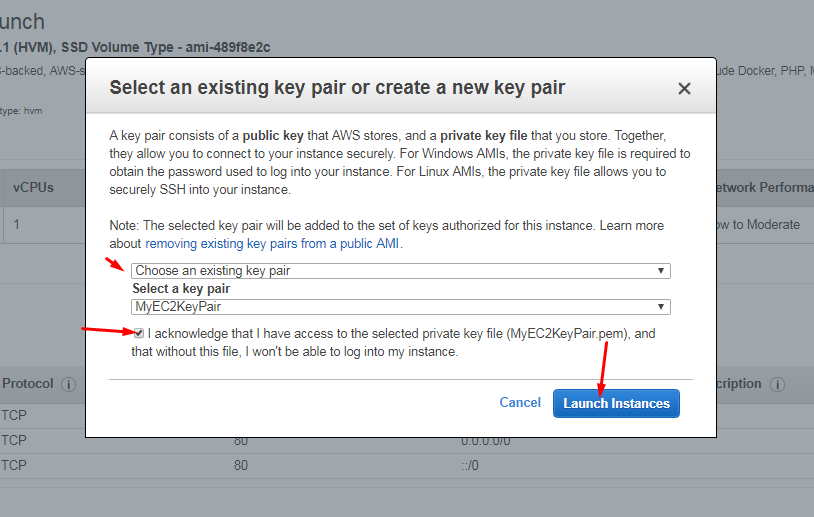 unch
.1 (HVM), SSD Volume Type - ami-489f8e2c
-backed, AWS-s
ude Docker, PHP, M
type: hvm
Select an existing key pair or create a new key pair
A key pair consists of a public key that AWS stores, and a private key file that you store. Together,
they allow you to connect to your instance securely. For Windows AMIs, the private key file is required to
obtain the password used to log into your instance. For Linux AMIs, the private key file allows you to
securely SSH into your instance.
vCPUs
etwork Performa
1
ow to Moderate
Note: The selected key pair will be added to the set of keys authorized for this instance. Learn more
about removing existing key pairs from a public AMI.
Choose an existing key pair
Select a key pair
MyEC2KeyPair
I acknowledge that I have access to the selected private key file (MyEC2KeyPair.pem), and
that without this file, I won't be able to log into my instance.
Cancel Launch Instances
Protocol
cription
TCP
TCP 80 0.0.0.0/0
TCP 80 ::/0